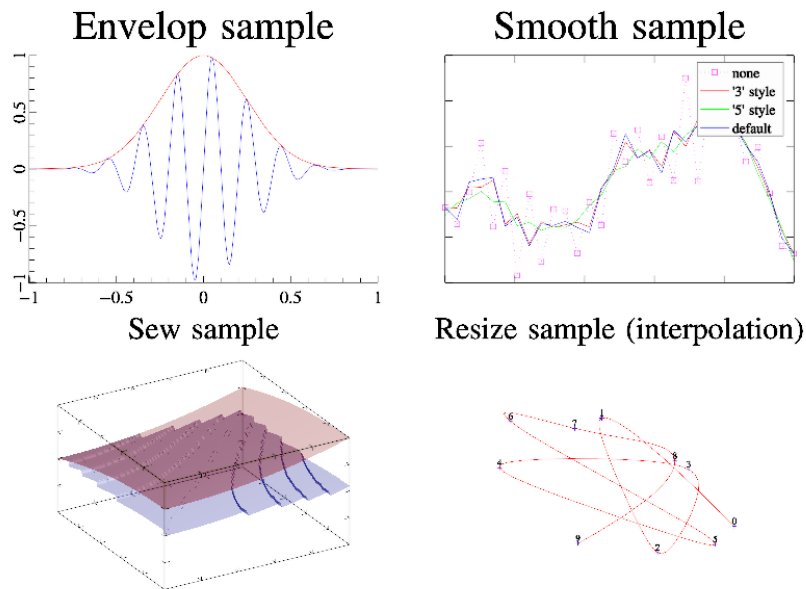 Envelop sample
Smooth sample
none
'3' style
'5' style
default
1
0.5
0
−0.5
−1
−1
−0.5
0
0.5
1
Sew sample
Resize sample (interpolation)
1
6
7
8
4
3
0
9
2
5